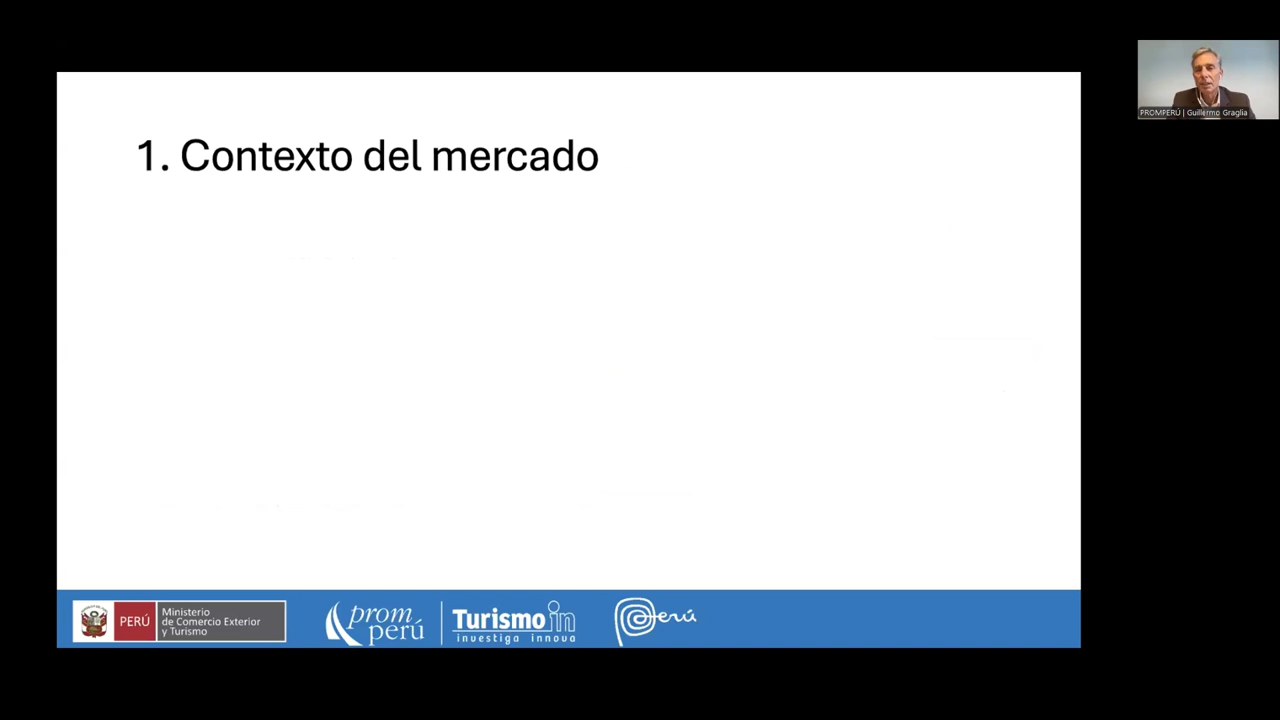 PROMPERÚ | Guillermo Graglia
1. Contexto del mercado
PERÚ
Ministerio
de Comercio Exterior
y Turismo
prom
perú
Turismo in
investiga innova
Perú